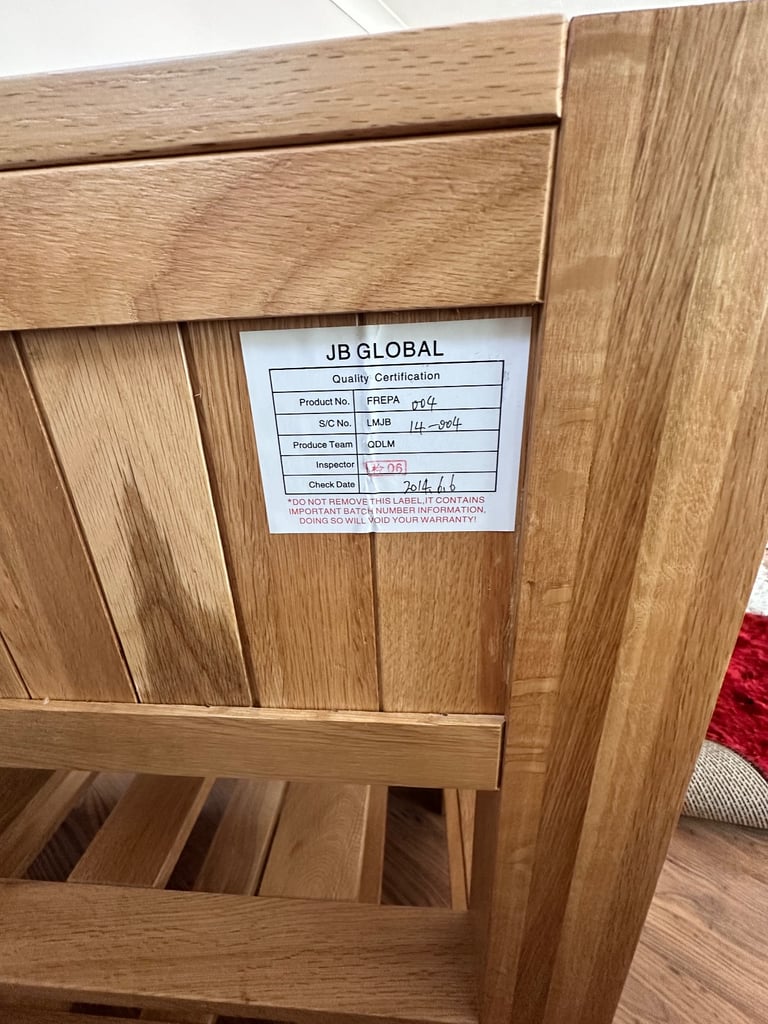 JB GLOBAL
Quality Certification
Product No. FREPA 004
S/C No. LMJB 14-004
Produce Team QDLM
Inspector 06
Check Date 2014.6.6
*DO NOT REMOVE THIS LABEL,IT CONTAINS
IMPORTANT BATCH NUMBER INFORMATION,
DOING SO WILL VOID YOUR WARRANTY!